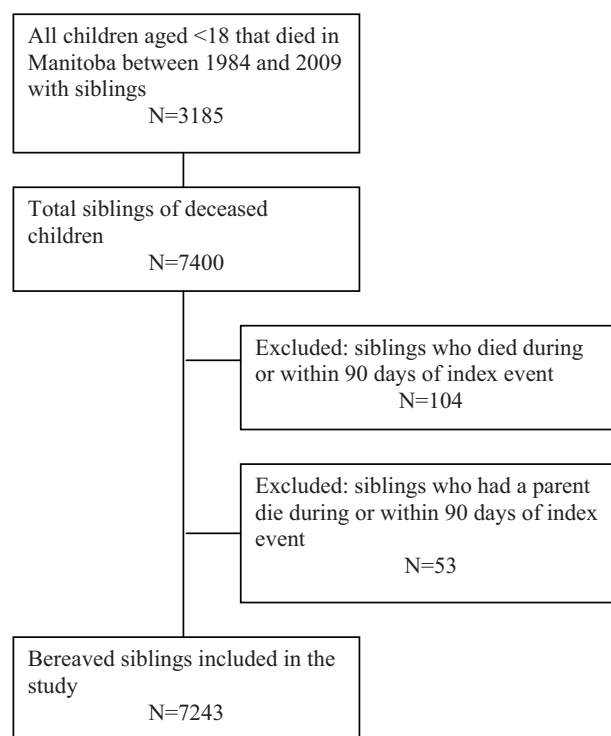 All children aged <18 that died in
Manitoba between 1984 and 2009
with siblings
N=3185
Total siblings of deceased
children
N=7400
Excluded: siblings who died during
or within 90 days of index event
N=104
Excluded: siblings who had a parent
die during or within 90 days of index
event
N=53
Bereaved siblings included in the
study
N=7243